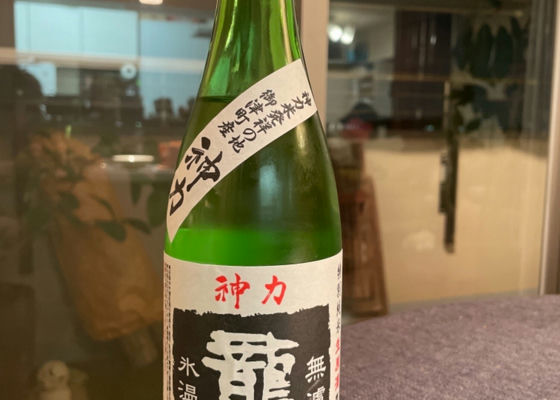 神力米発祥の地
御津町産
神力
神力
龍
無濾
氷温